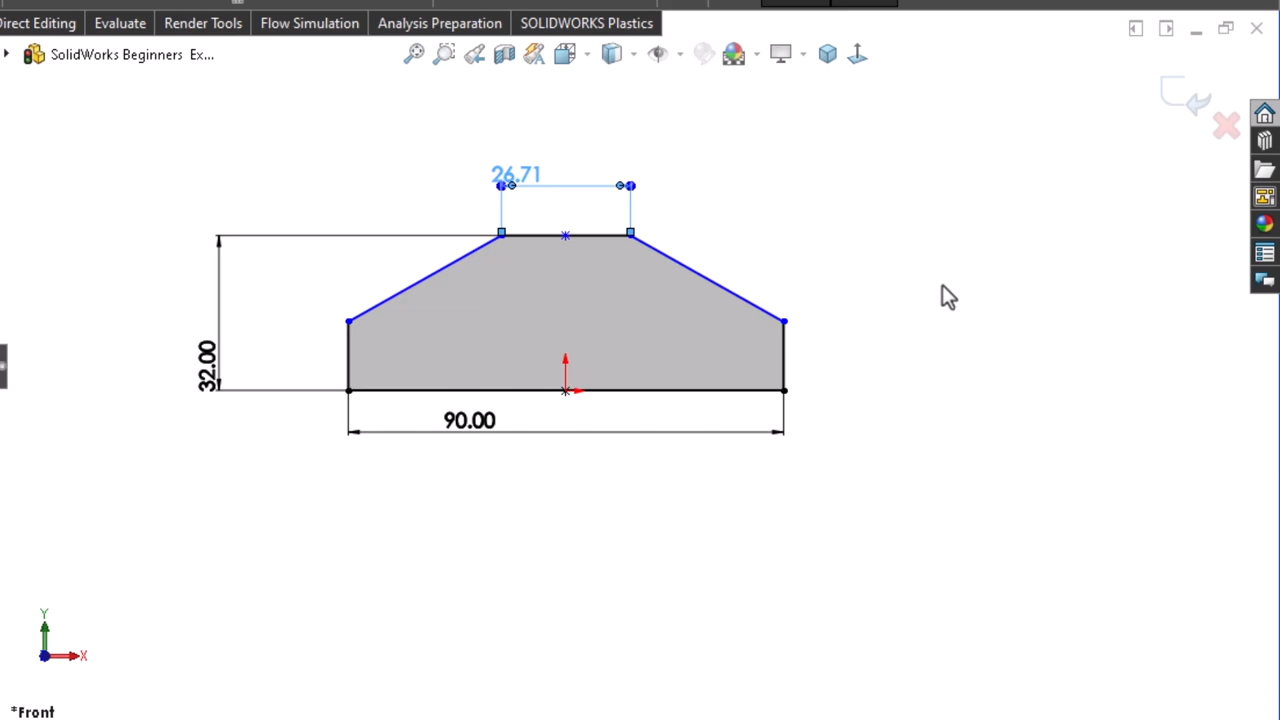 Direct Editing Evaluate Render Tools Flow Simulation Analysis Preparation SOLIDWORKS Plastics
SolidWorks Beginners Ex...
26.71
32.00
90.00
Y
X
*Front